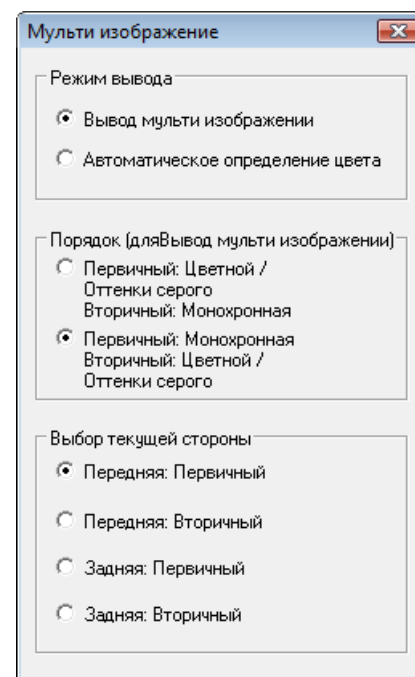 Мульти изображение
Режим вывода
Вывод мульти изображении
Автоматическое определение цвета
Порядок (дляВывод мульти изображении)
Первичный: Цветной /
Оттенки серого
Вторичный: Монохронная
Первичный: Монохронная
Вторичный: Цветной /
Оттенки серого
Выбор текущей стороны
Передняя: Первичный
Передняя: Вторичный
Задняя: Первичный
Задняя: Вторичный